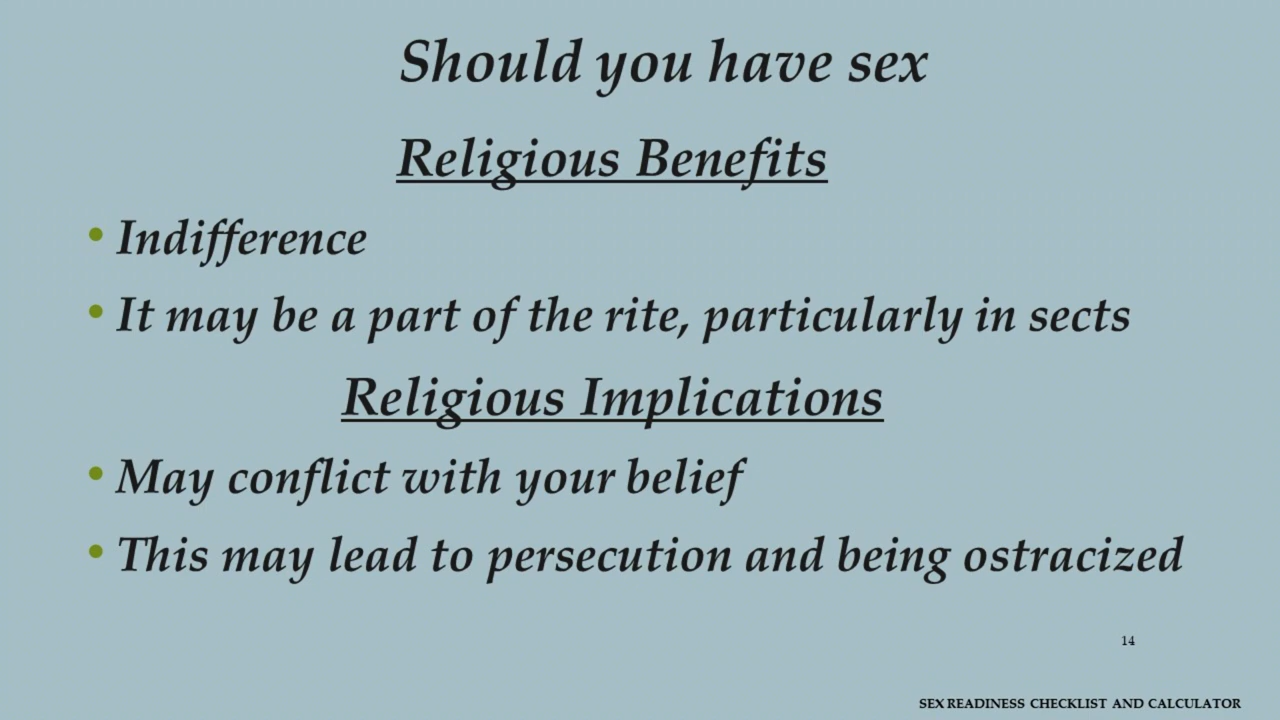 Should you have sex
Religious Benefits
• Indifference
• It may be a part of the rite, particularly in sects
Religious Implications
• May conflict with your belief
• This may lead to persecution and being ostracized
14
SEX READINESS CHECKLIST AND CALCULATOR